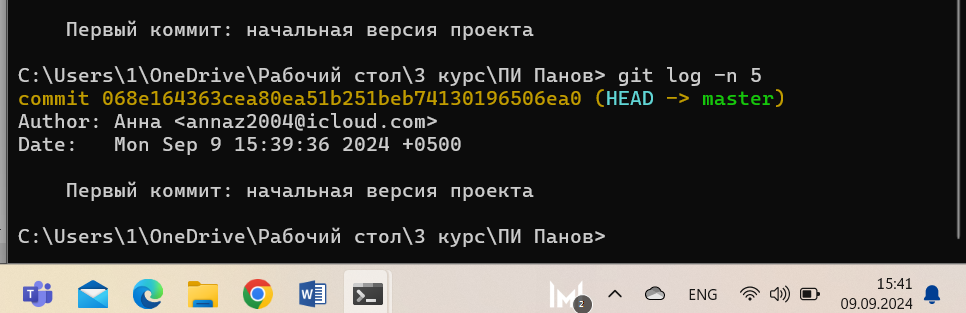 Первый коммит: начальная версия проекта
C:\Users\1\OneDrive\Рабочий стол\3 курс\ПИ Панов> git log -n 5
commit 068e164363cea80ea51b251beb74130196506ea0 (HEAD -> master)
Author: Анна <annaz2004@icloud.com>
Date:   Mon Sep 9 15:39:36 2024 +0500
Первый коммит: начальная версия проекта
C:\Users\1\OneDrive\Рабочий стол\3 курс\ПИ Панов>
2
ENG
15:41
09.09.2024